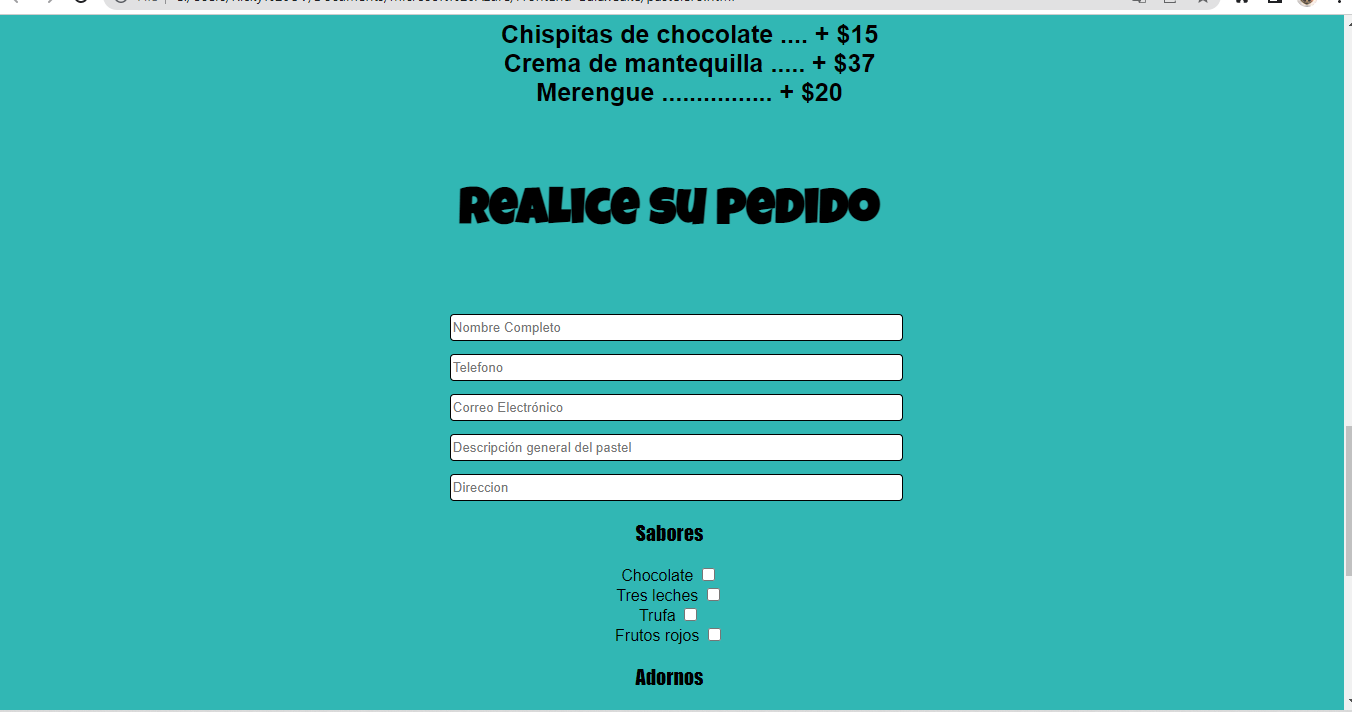 Chispitas de chocolate .... + $15
Crema de mantequilla ..... + $37
Merengue ................ + $20
Realice su pedido
Nombre Completo
Telefono
Correo Electrónico
Descripción general del pastel
Direccion
Sabores
Chocolate
Tres leches
Trufa
Frutos rojos
Adornos